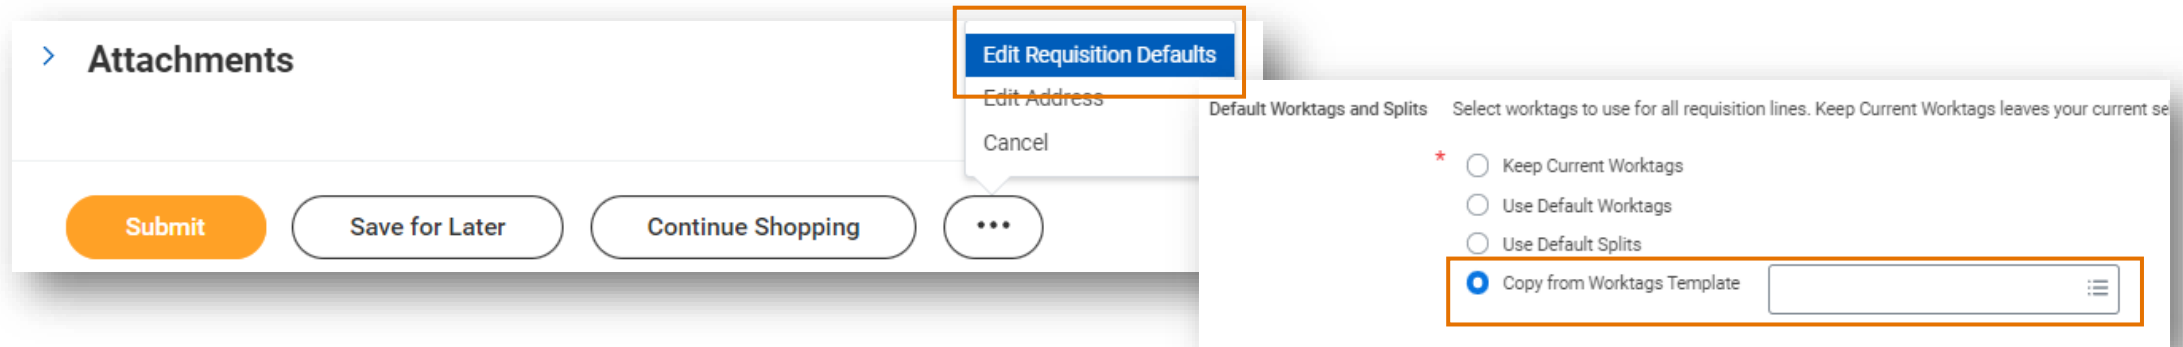 Attachments
Edit Requisition Defaults
Edit Address
Cancel
Submit
Save for Later
Continue Shopping
Default Worktags and Splits
Select worktags to use for all requisition lines. Keep Current Worktags leaves your current se
* Keep Current Worktags
Use Default Worktags
Use Default Splits
Copy from Worktags Template